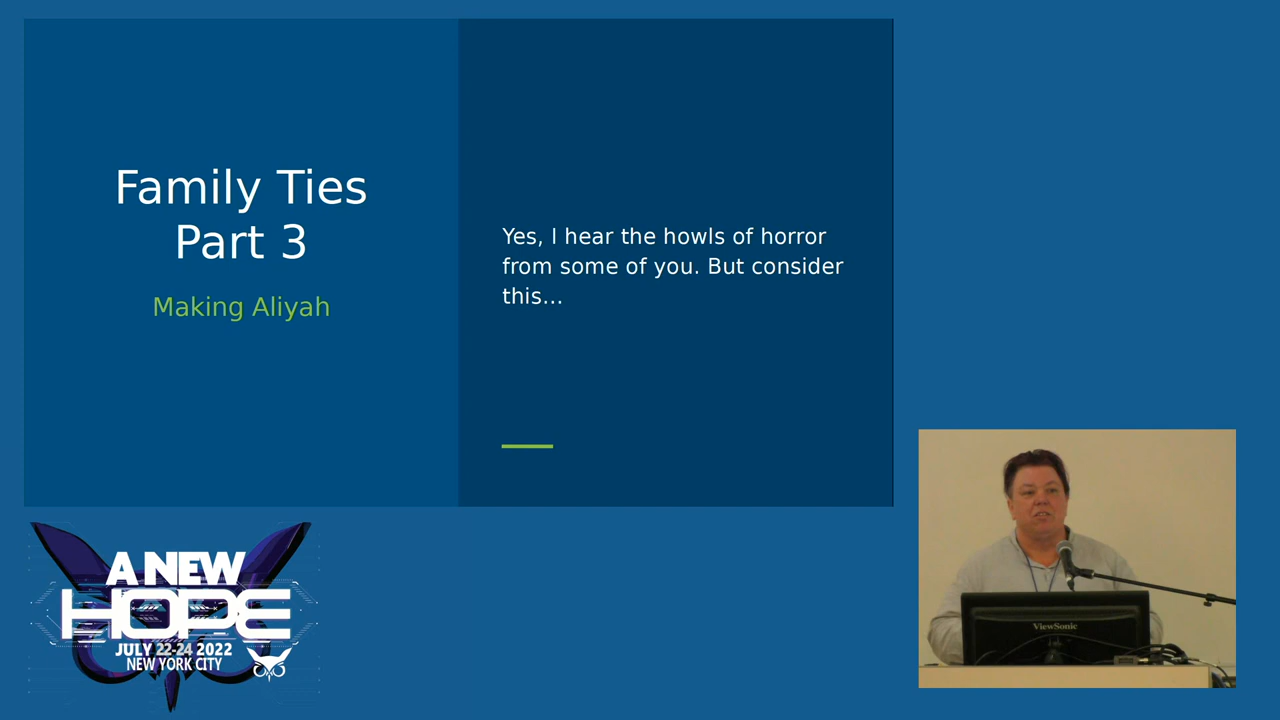 Family Ties
Part 3
Making Aliyah
Yes, I hear the howls of horror
from some of you. But consider
this...
A NEW
HOPE
JULY 22-24 2022
NEW YORK CITY
ViewSonic